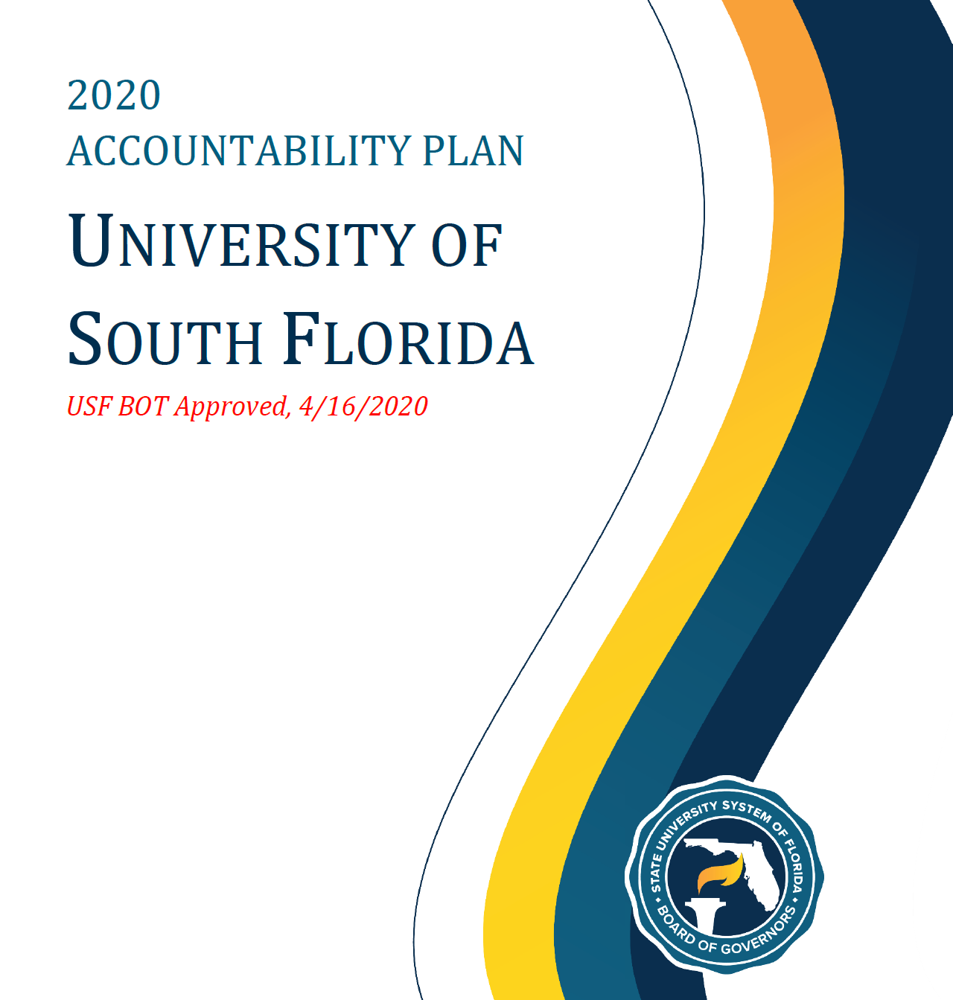 2020
ACCOUNTABILITY PLAN
UNIVERSITY OF
SOUTH FLORIDA
USF BOT Approved, 4/16/2020
STATE UNIVERSITY SYSTEM OF FLORIDA
BOARD OF GOVERNORS